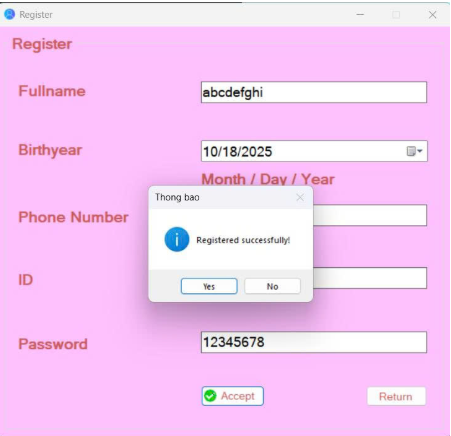 Register
Register
Fullname
abcdefghi
Birthyear
10/18/2025
Month / Day / Year
Thong bao
Phone Number
Registered successfully!
ID
Yes
No
Password
12345678
Accept
Return